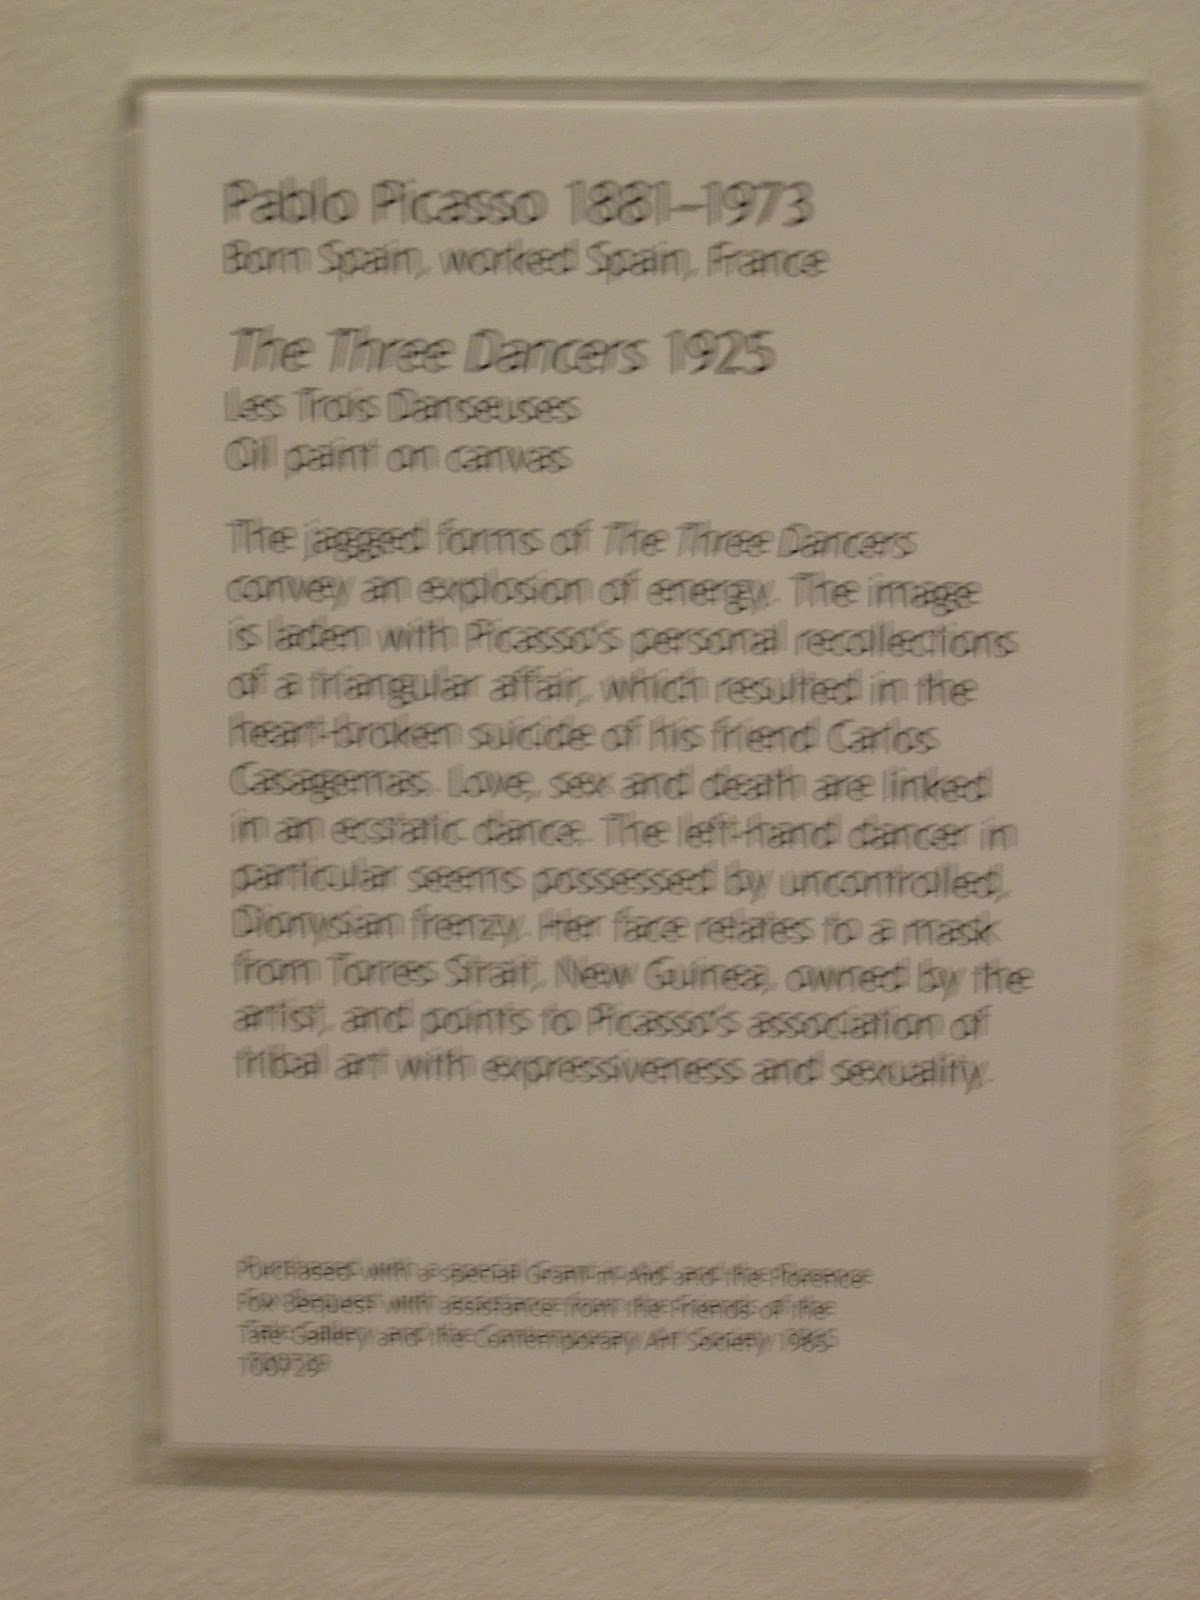 Pablo Picasso 1881–1973
Born Spain, worked Spain, France
The Three Dancers 1925
Les Trois Danseuses
Oil paint on canvas
The jagged forms of The Three Dancers
convey an explosion of energy. The image
is laden with Picasso's personal recollections
of a triangular affair, which resulted in the
heart-broken suicide of his friend Carlos
Casagemas. Love, sex and death are linked
in an ecstatic dance. The left-hand dancer in
particular seems possessed by uncontrolled,
Dionysian frenzy. Her face relates to a mask
from Torres Strait, New Guinea, owned by the
artist, and points to Picasso's association of
tribal art with expressiveness and sexuality.
Purchased with a special Grant-in-Aid and the Florence
Fox Bequest with assistance from the Friends of the
Tate Gallery and the Contemporary Art Society 1965
T00729